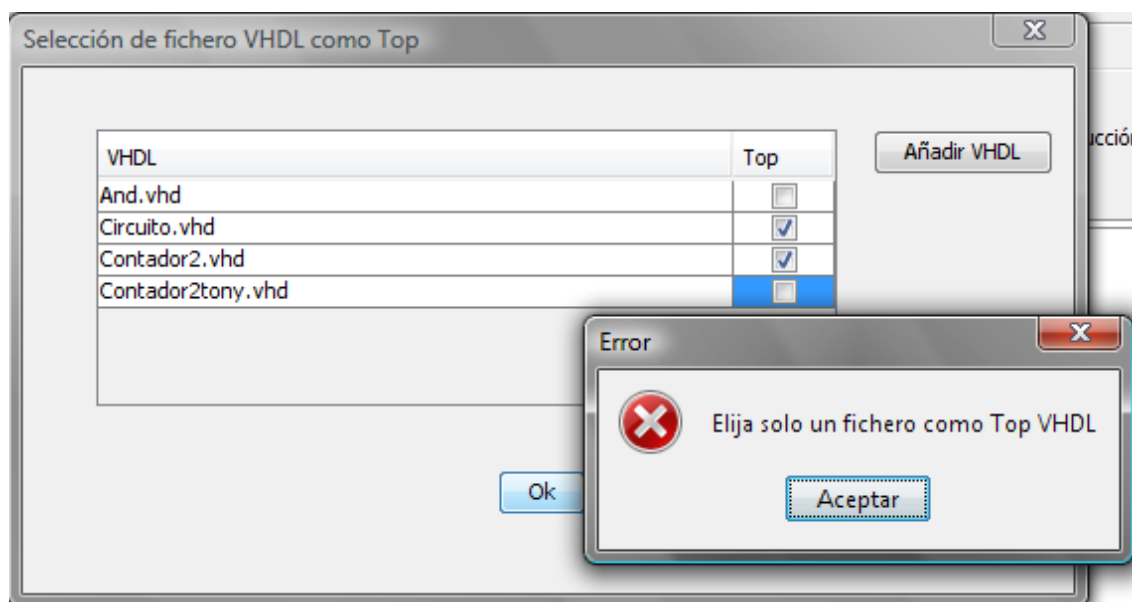 Selección de fichero VHDL como Top
VHDL Top
Añadir VHDL
And.vhd
Circuito.vhd
Contador2.vhd
Contador2tony.vhd
Error
Elija solo un fichero como Top VHDL
Ok
Aceptar